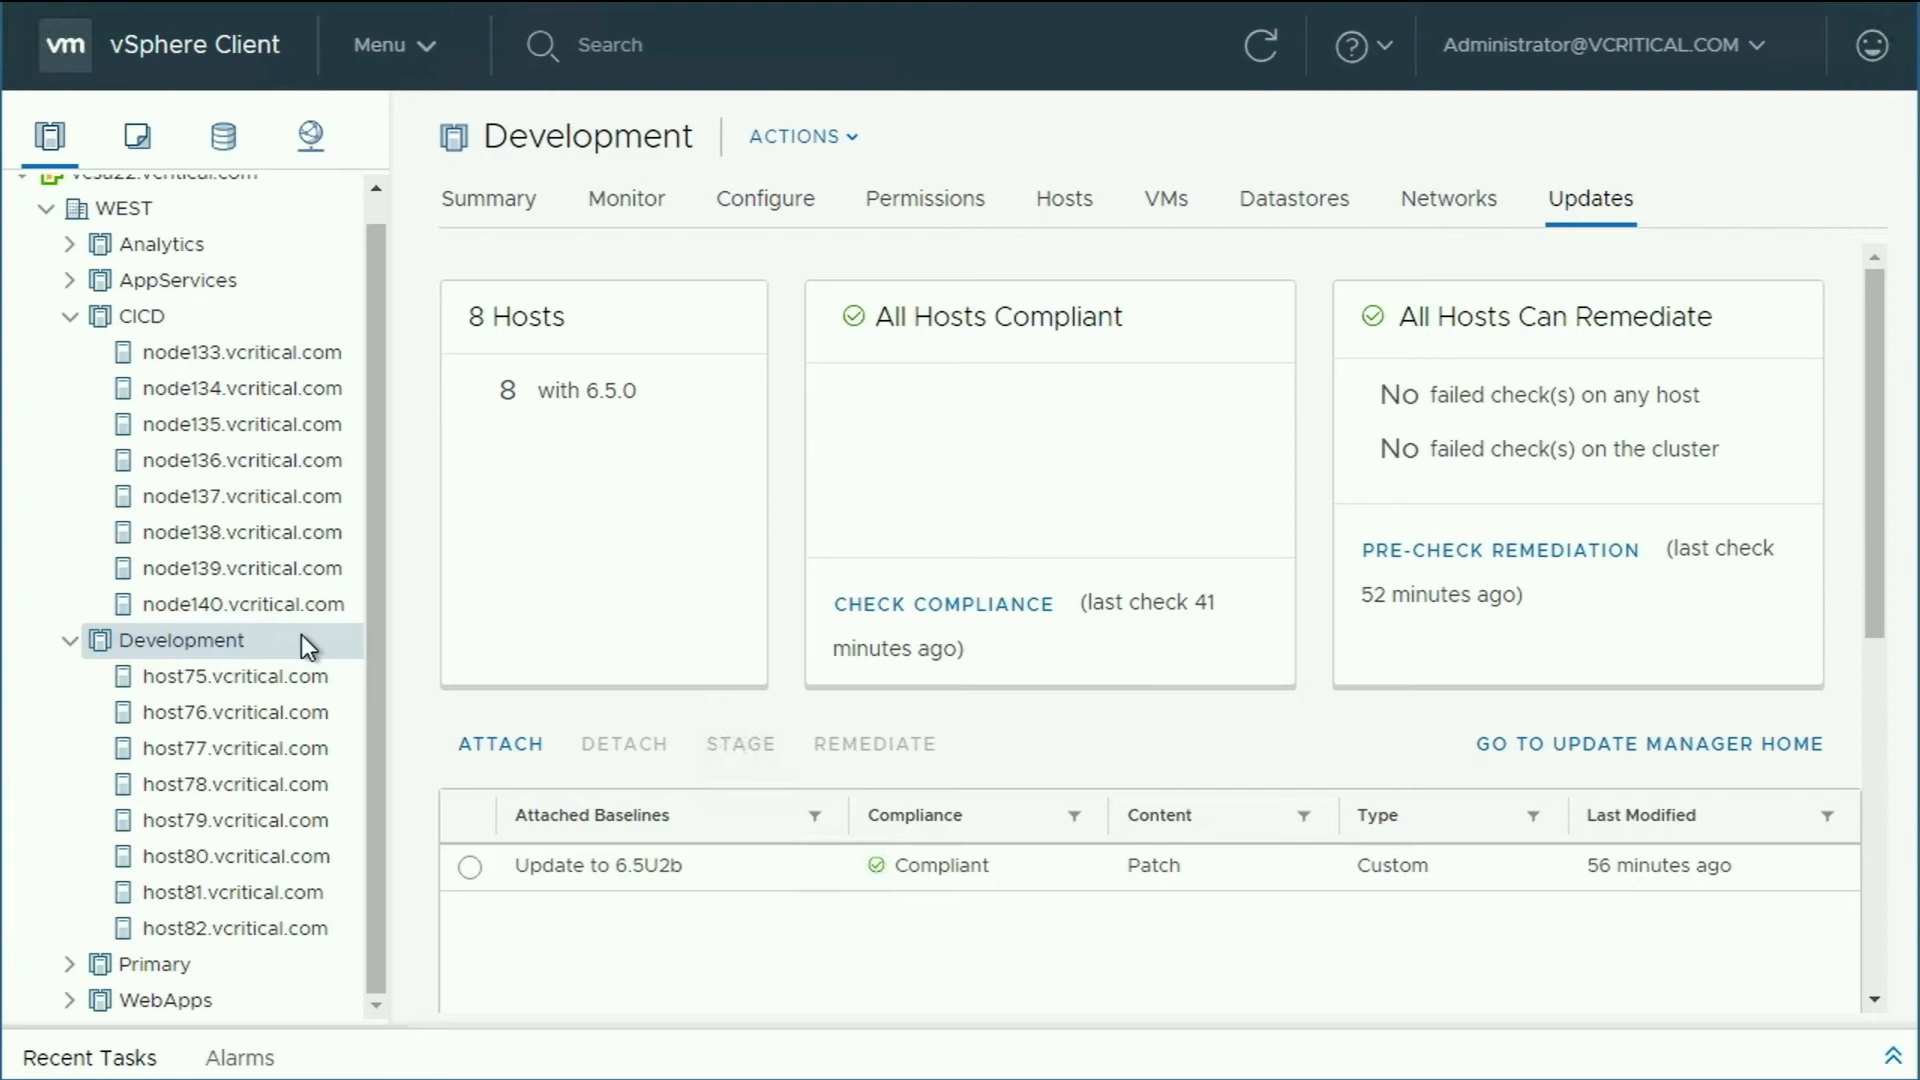 vm vSphere Client Menu Search ? Administrator@VCRITICAL.COM
vcsa22.vcritical.com
WEST
Analytics
AppServices
CICD
node133.vcritical.com
node134.vcritical.com
node135.vcritical.com
node136.vcritical.com
node137.vcritical.com
node138.vcritical.com
node139.vcritical.com
node140.vcritical.com
Development
host75.vcritical.com
host76.vcritical.com
host77.vcritical.com
host78.vcritical.com
host79.vcritical.com
host80.vcritical.com
host81.vcritical.com
host82.vcritical.com
Primary
WebApps
Development ACTIONS
Summary Monitor Configure Permissions Hosts VMs Datastores Networks Updates
8 Hosts
8 with 6.5.0
All Hosts Compliant
CHECK COMPLIANCE (last check 41
minutes ago)
All Hosts Can Remediate
No failed check(s) on any host
No failed check(s) on the cluster
PRE-CHECK REMEDIATION (last check
52 minutes ago)
ATTACH DETACH STAGE REMEDIATE GO TO UPDATE MANAGER HOME
Attached Baselines Compliance Content Type Last Modified
Update to 6.5U2b Compliant Patch Custom 56 minutes ago
Recent Tasks Alarms